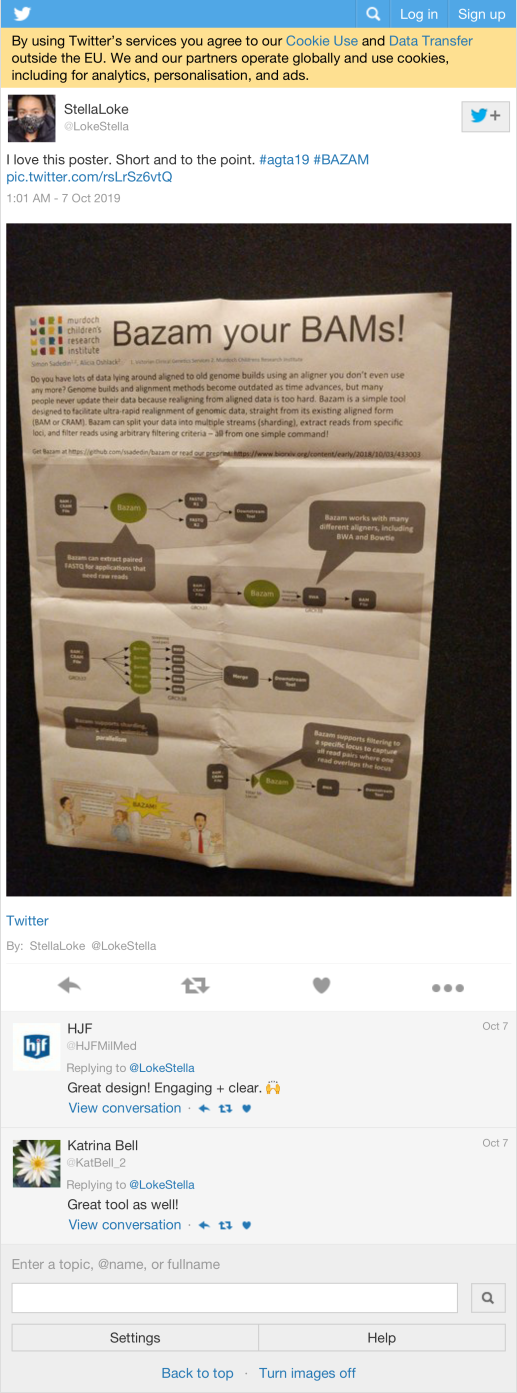 Log in
Sign up
By using Twitter's services you agree to our Cookie Use and Data Transfer
outside the EU. We and our partners operate globally and use cookies,
including for analytics, personalisation, and ads.
StellaLoke
@LokeStella
I love this poster. Short and to the point. #agta19 #BAZAM
pic.twitter.com/rsLrSz6vtQ
1:01 AM - 7 Oct 2019
murdoch
children's
research
institute
Bazam your BAMs!
Do you have lots of data lying around aligned to old genome builds using an aligner you don't even use
any more? Genome builds and alignment methods become outdated as time advances, but many
people never update their data because realigning from aligned data is too hard. Bazam is a simple tool
designed to facilitate ultra-rapid realignment of genomic data, straight from its existing aligned form
(BAM or CRAM). Bazam can split your data into multiple streams (sharding), extract reads from specific
loci, and filter reads using arbitrary filtering criteria – all from one simple command!
Get Bazam at https://github.com/ssadedin/bazam or read our preprint: https://www.biorxiv.org/content/early/2018/10/03/433003
BAM /
CRAM
File
Bazam
FASTQ
R1
FASTQ
R2
Downstream
Tool
Bazam can extract paired
FASTQ for applications that
need raw reads
Bazam works with many
different aligners, including
BWA and Bowtie
BAM /
CRAM
File
Bazam
BWA
BAM
File
BAM /
CRAM
File
Bazam
Bazam
Bazam
Bazam
Bazam
BWA
BWA
BWA
BWA
BWA
Merge
Downstream
Tool
Bazam supports sharding,
parallelism
Bazam supports filtering to
a specific locus to capture
all read pairs where one
read overlaps the locus
BAM /
CRAM
File
Bazam
BWA
Downstream
Tool
BAZAM!
Twitter
By: StellaLoke @LokeStella
HJF
Oct 7
@HJFMilMed
Replying to @LokeStella
Great design! Engaging + clear. 🙌
View conversation ·
hjf
Katrina Bell
Oct 7
@KatBell_2
Replying to @LokeStella
Great tool as well!
View conversation ·
Enter a topic, @name, or fullname
Settings
Help
Back to top · Turn images off